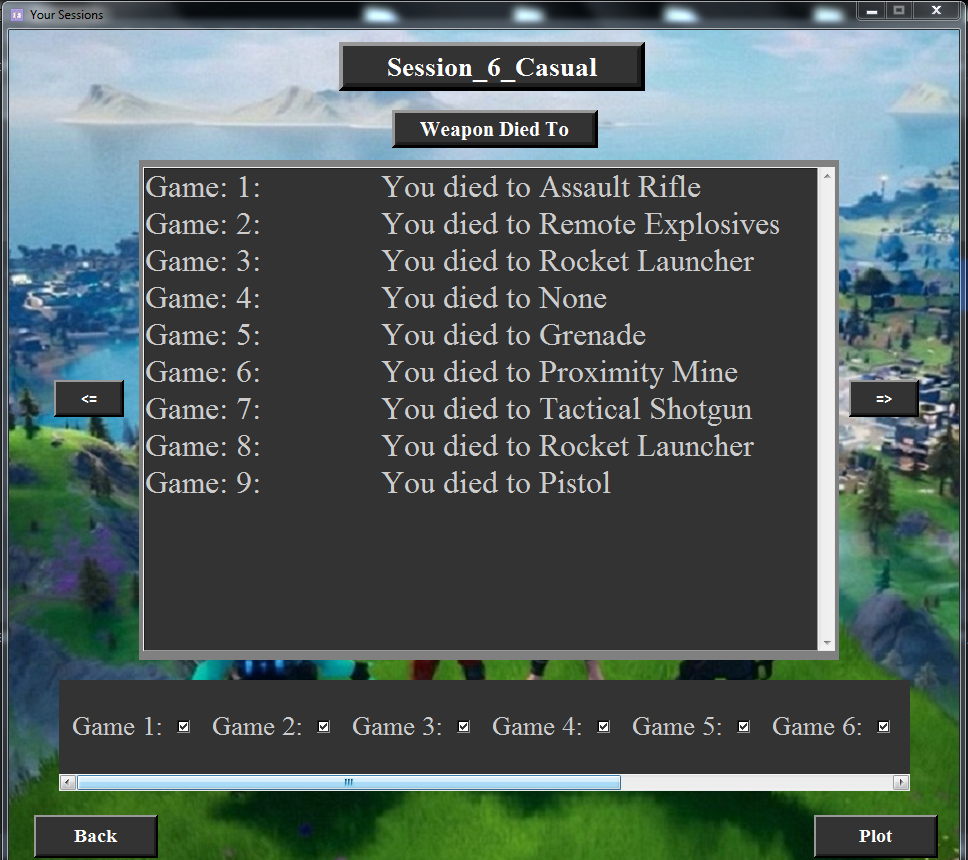 Your Sessions
Session_6_Casual
Weapon Died To
Game: 1: You died to Assault Rifle
Game: 2: You died to Remote Explosives
Game: 3: You died to Rocket Launcher
Game: 4: You died to None
Game: 5: You died to Grenade
Game: 6: You died to Proximity Mine
Game: 7: You died to Tactical Shotgun
Game: 8: You died to Rocket Launcher
Game: 9: You died to Pistol
<= =>
Game 1: Game 2: Game 3: Game 4: Game 5: Game 6:
Back Plot